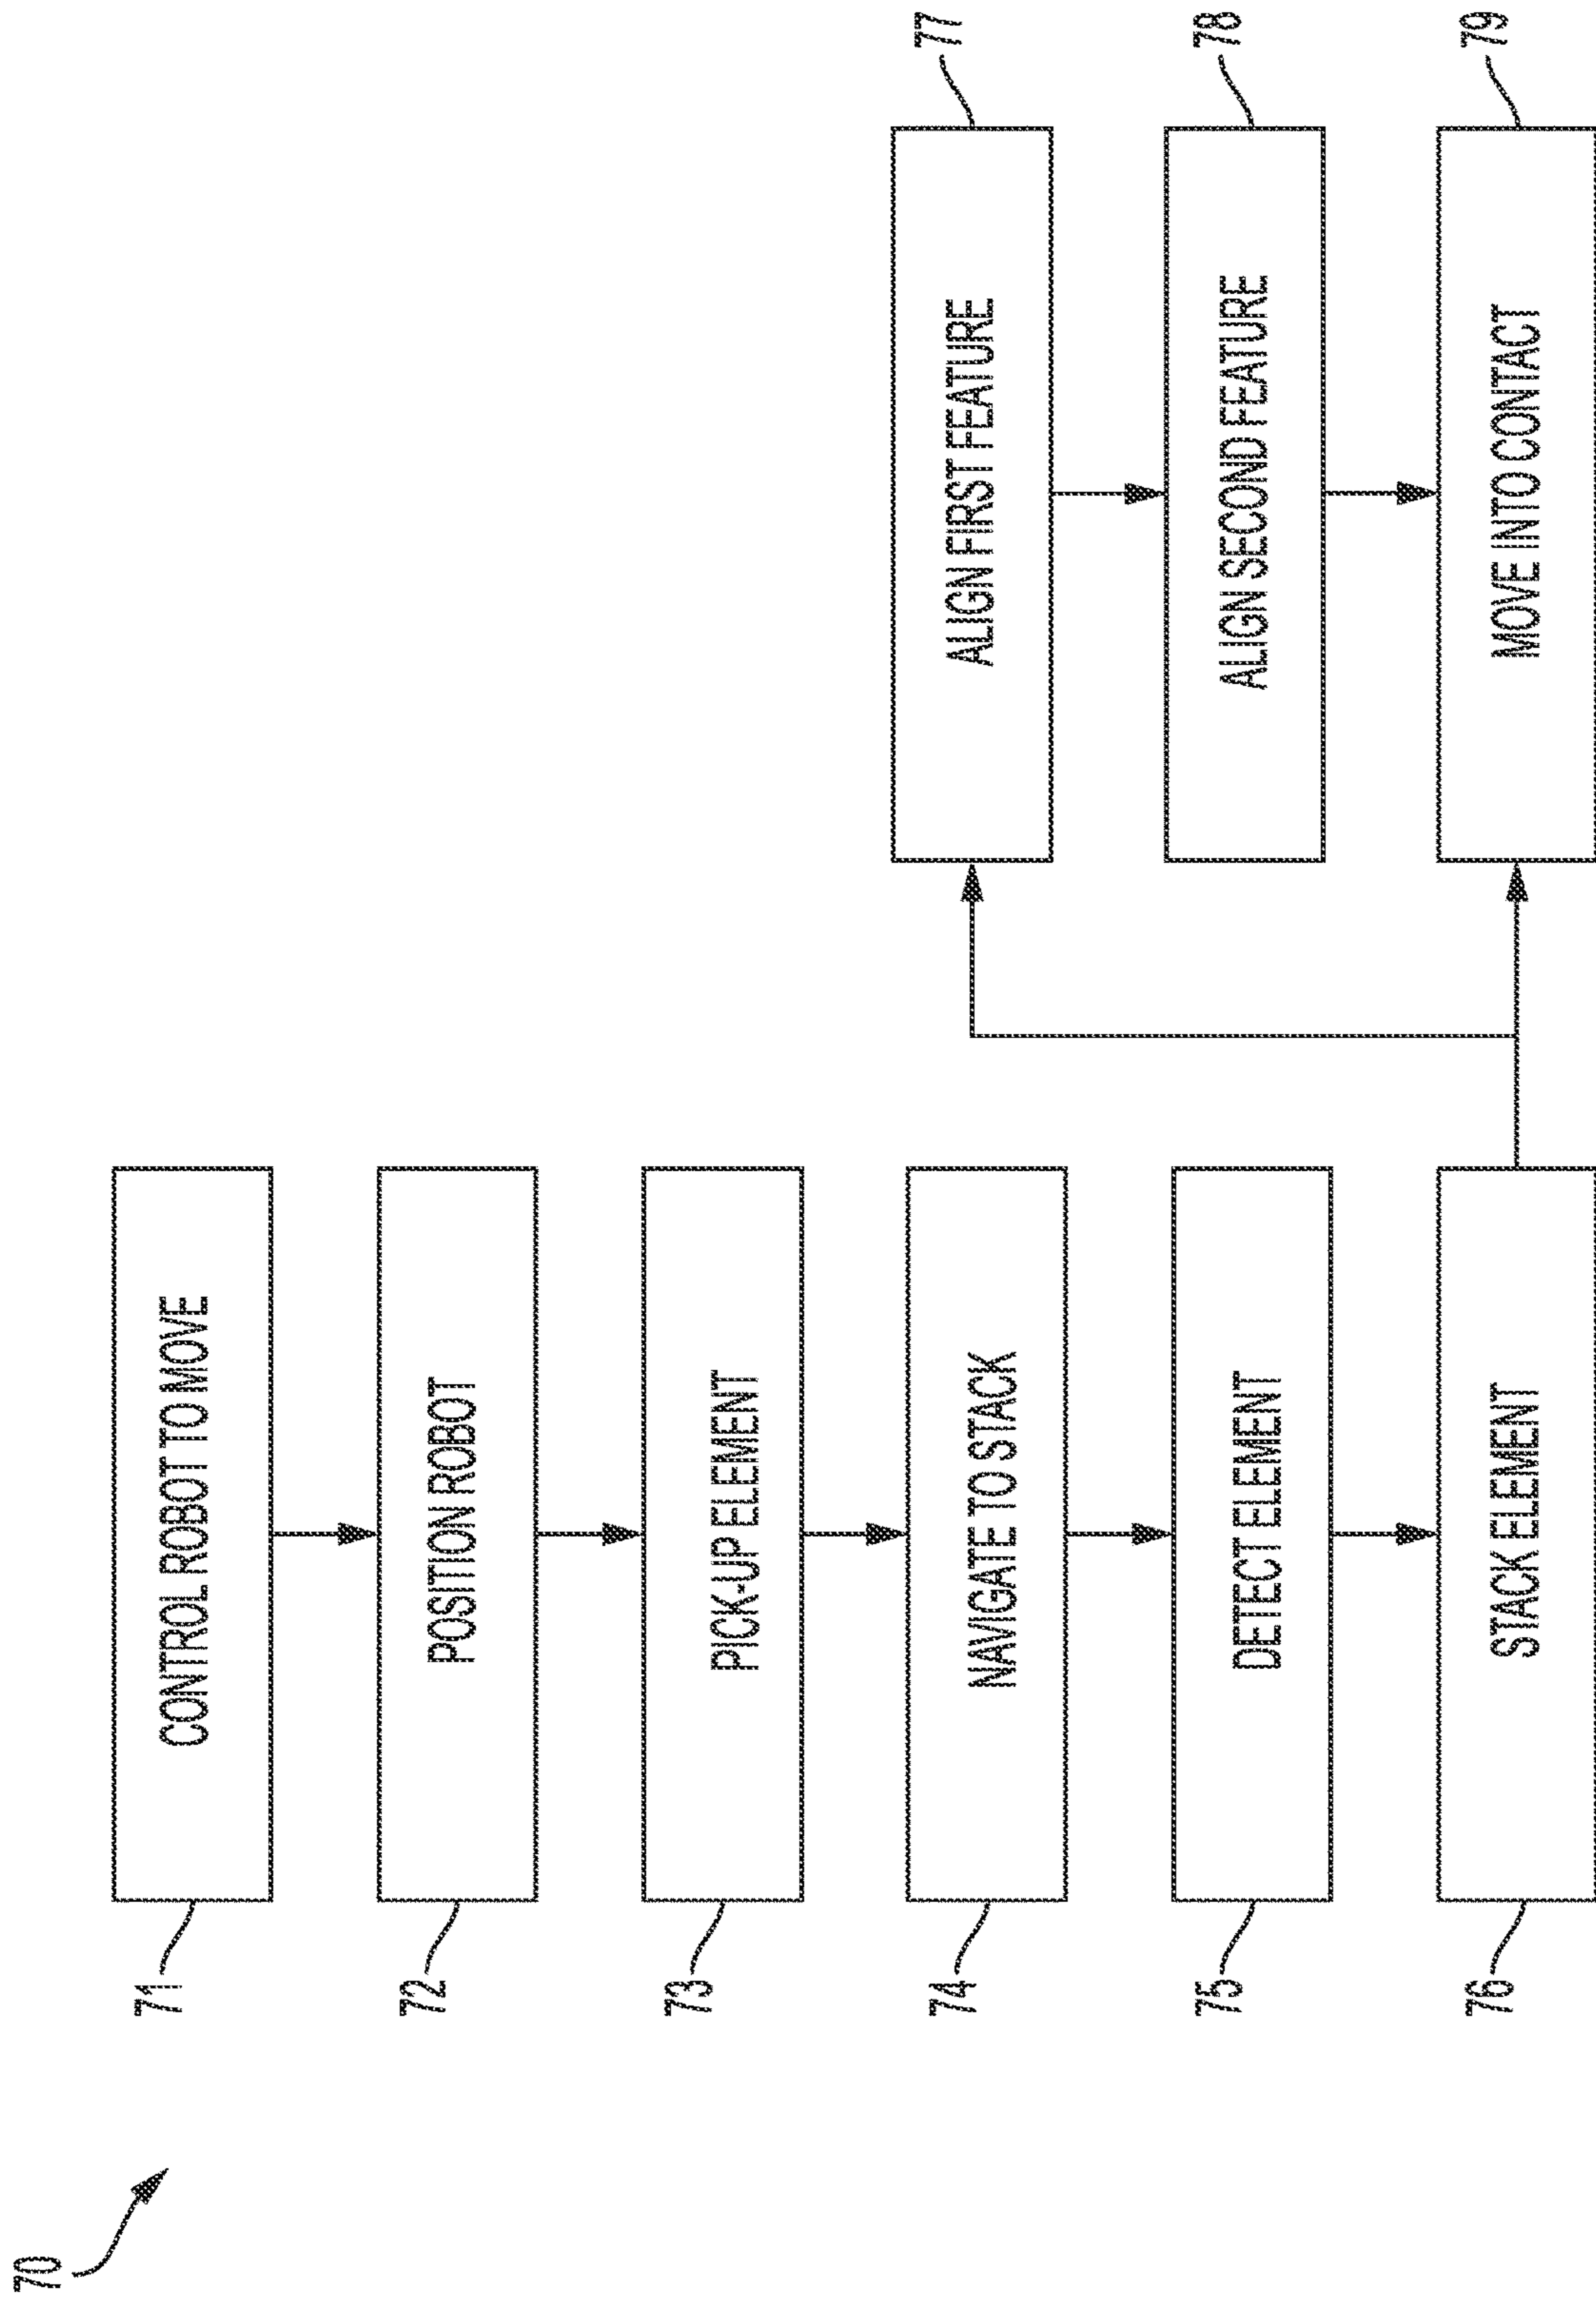 70
71
CONTROL ROBOT TO MOVE
72
POSITION ROBOT
73
PICK-UP ELEMENT
74
NAVIGATE TO STACK
75
DETECT ELEMENT
76
STACK ELEMENT
77
ALIGN FIRST FEATURE
78
ALIGN SECOND FEATURE
79
MOVE INTO CONTACT